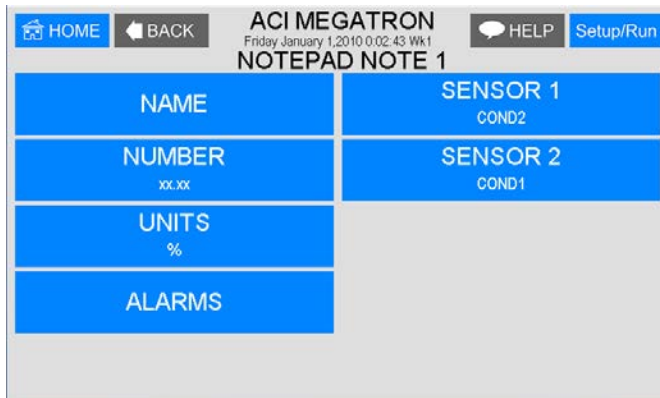 HOME
BACK
ACI MEGATRON
Friday January 1,2010 0:02:43 Wk1
NOTEPAD NOTE 1
HELP
Setup/Run
NAME
SENSOR 1
COND2
NUMBER
xx.xx
SENSOR 2
COND1
UNITS
%
ALARMS